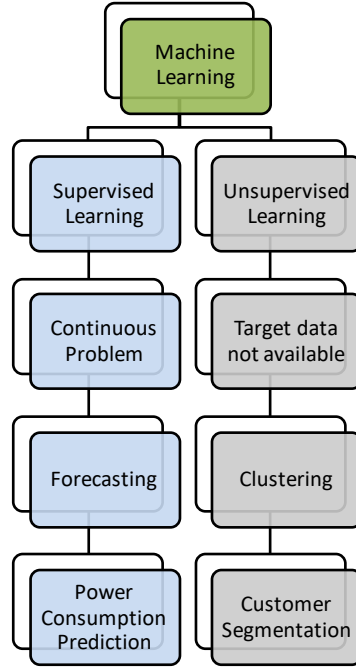 Machine
Learning
Supervised
Learning
Unsupervised
Learning
Continuous
Problem
Target data
not available
Forecasting
Clustering
Power
Consumption
Prediction
Customer
Segmentation